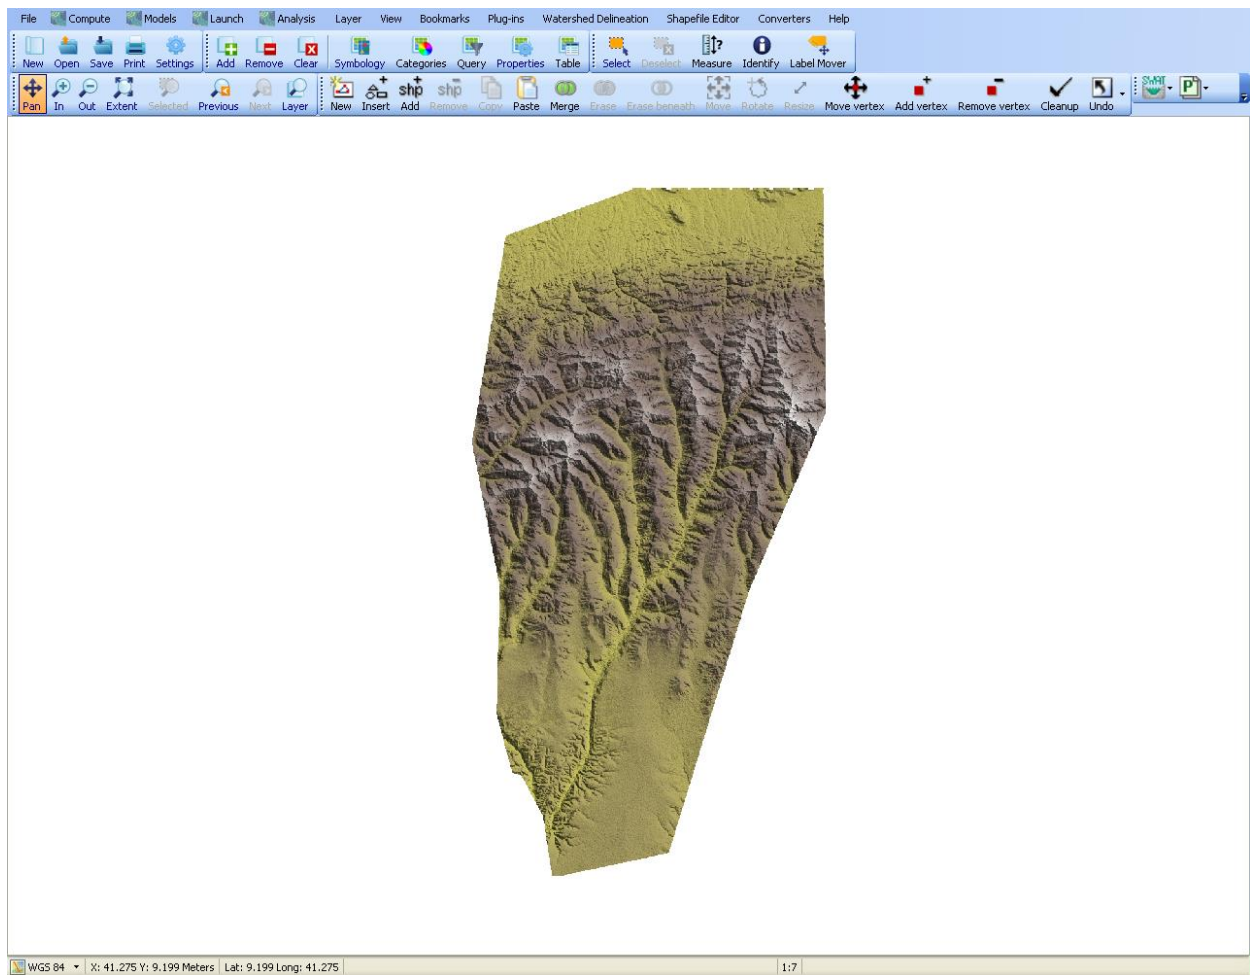 File Compute Models Launch Analysis Layer View Bookmarks Plug-ins Watershed Delineation Shapefile Editor Converters Help
New Open Save Print Settings Add Remove Clear Symbology Categories Query Properties Table Select Deselect Measure Identify Label Mover
Pan In Out Extent Selected Previous Next Layer New Insert shp Add shp Remove Copy Paste Merge Erase Erase beneath Move Rotate Resize Move vertex Add vertex Remove vertex Cleanup Undo SWAT P
WGS 84 X: 41.275 Y: 9.199 Meters Lat: 9.199 Long: 41.275 1:7